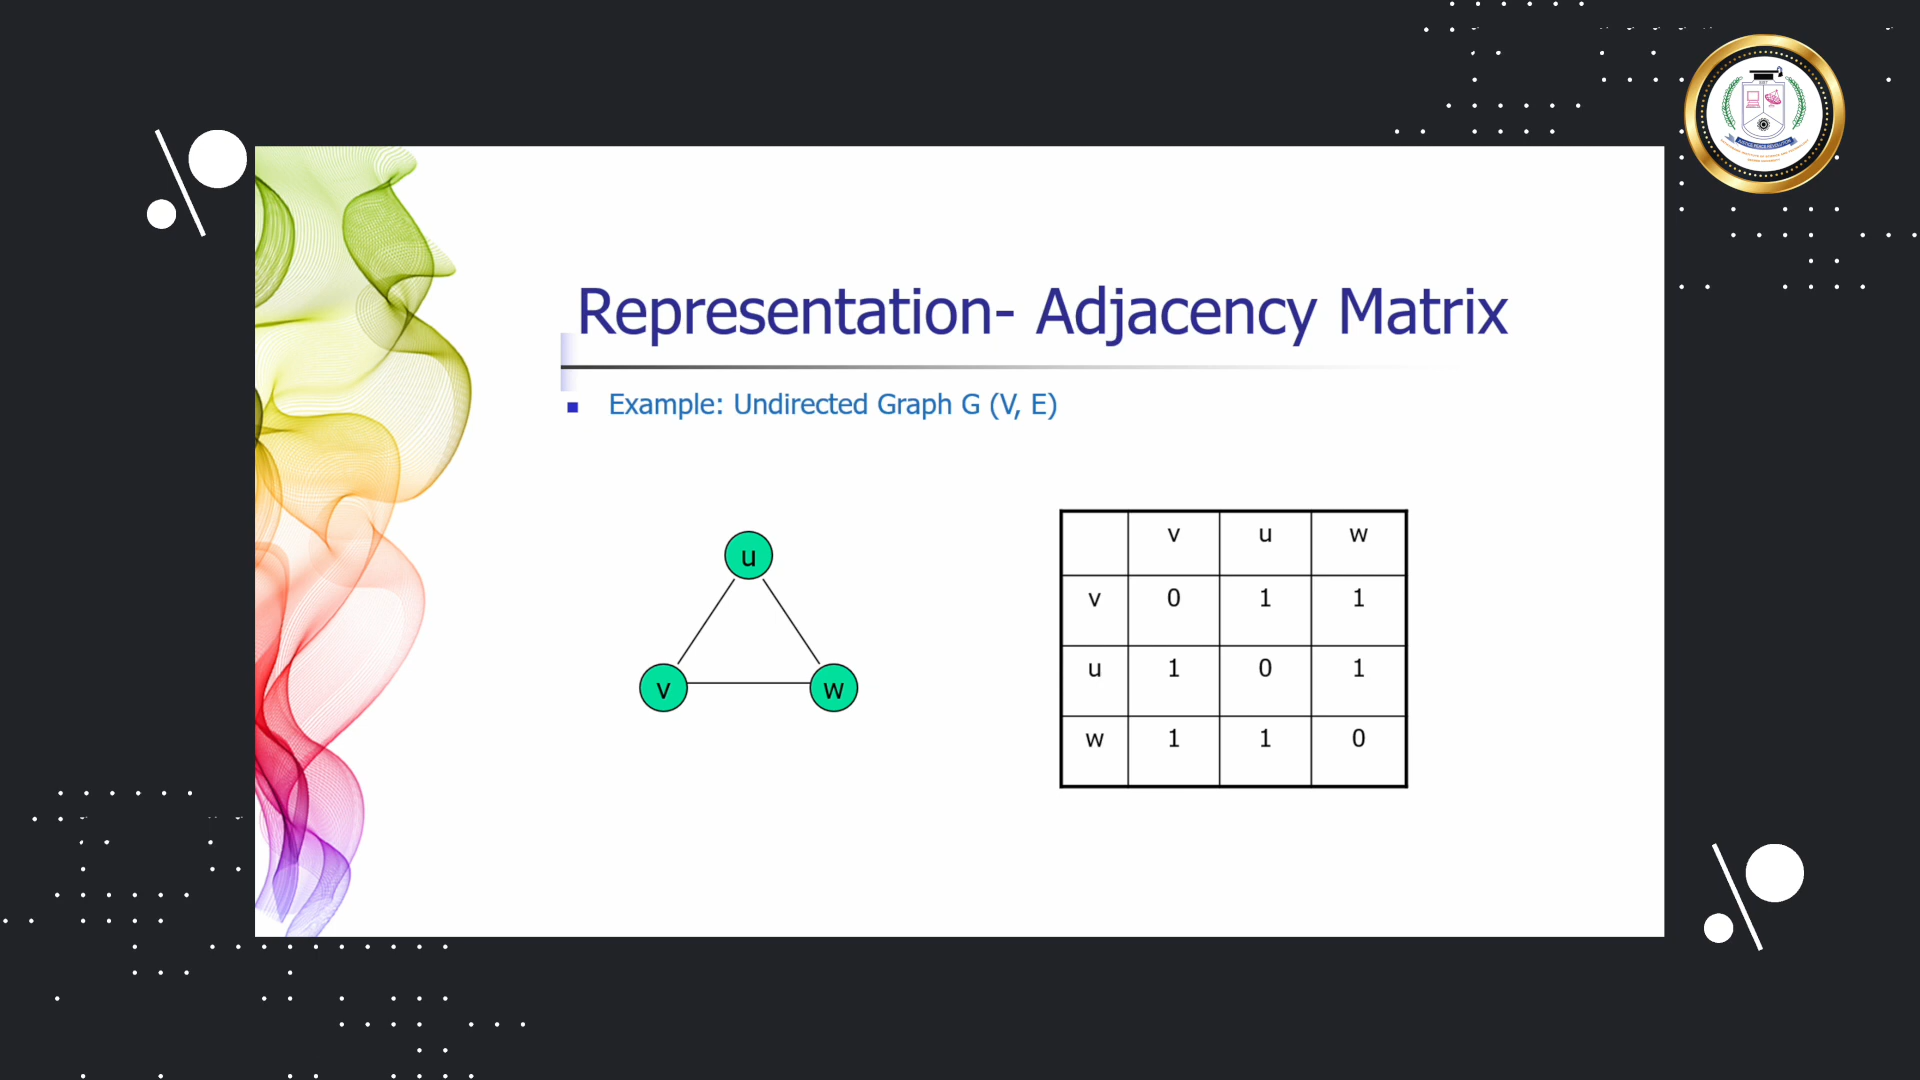 Representation- Adjacency Matrix
Example: Undirected Graph G (V, E)
u
v w
v u w
v 0 1 1
u 1 0 1
w 1 1 0